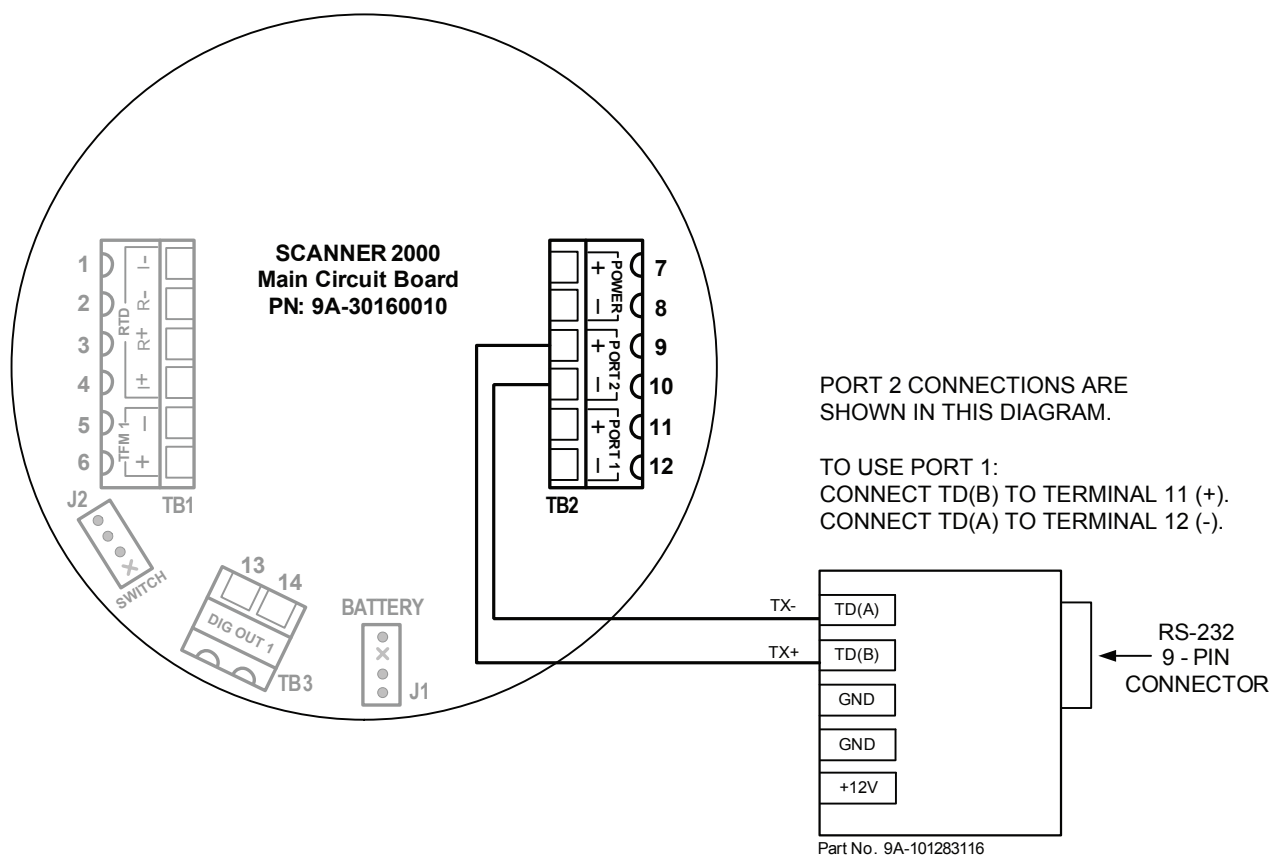 SCANNER 2000
Main Circuit Board
PN: 9A-30160010
1
2
3
4
5
6
I-
R-
R+
I+
RTD
–
+
TFM 1
TB1
J2
SWITCH
13
14
DIG OUT 1
TB3
BATTERY
J1
+
–
POWER
+
–
PORT 2
+
–
PORT 1
7
8
9
10
11
12
TB2
PORT 2 CONNECTIONS ARE
SHOWN IN THIS DIAGRAM.
TO USE PORT 1:
CONNECT TD(B) TO TERMINAL 11 (+).
CONNECT TD(A) TO TERMINAL 12 (-).
TX-
TX+
TD(A)
TD(B)
GND
GND
+12V
RS-232
9 - PIN
CONNECTOR
Part No. 9A-101283116